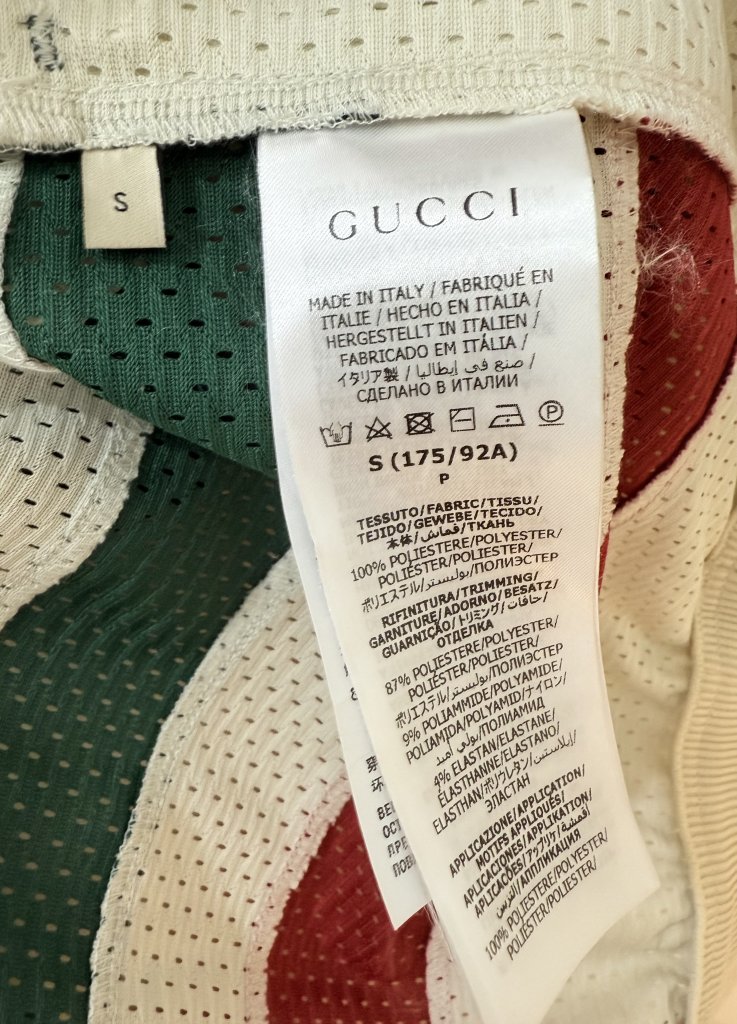 S
GUCCI
MADE IN ITALY / FABRIQUÉ EN
ITALIE / HECHO EN ITALIA /
HERGESTELLT IN ITALIEN /
FABRICADO EM ITÁLIA /
イタリア製 / صنع في إيطاليا /
СДЕЛАНО В ИТАЛИИ
P
S (175/92A)
P
TESSUTO/FABRIC/TISSU/
TEJIDO/GEWEBE/TECIDO/
本体/قماش/ТКАНЬ
100% POLIESTERE/POLYESTER/
POLYESTER/POLIESTER/
ポリエステル/بوليستر/ПОЛИЭСТЕР
RIFINITURA/TRIMMING/
GARNITURE/ADORNO/BESATZ/
GUARNIÇÃO/トリミング/حافات/
ОТДЕЛКА
87% POLIESTERE/POLYESTER/
POLYESTER/POLIESTER/
ポリエステル/بوليستر/ПОЛИЭСТЕР
9% POLIAMMIDE/POLYAMIDE/
POLIAMIDA/POLYAMID/ナイロン/
بولي أميد/ПОЛИАМИД
4% ELASTAN/ELASTANE/
ELASTHANNE/ELASTANO/
ELASTHAN/ポリウレタン/إيلاستين/
ЭЛАСТАН
APPLICAZIONE/APPLICATION/
MOTIFS APPLIQUÉS/
APLICACIONES/APPLIKATION/
APLICAÇÕES/アップリケ/أقمشة
التزيين/АППЛИКАЦИЯ
100% POLIESTERE/POLYESTER/
POLYESTER/POLIESTER/